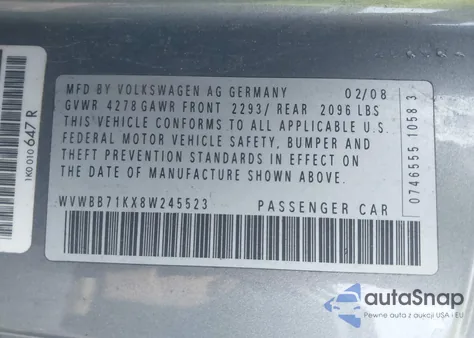 MFD BY VOLKSWAGEN AG GERMANY 02/08
GVWR 4278 GAWR FRONT 2293/ REAR 2096 LBS
THIS VEHICLE CONFORMS TO ALL APPLICABLE U.S.
FEDERAL MOTOR VEHICLE SAFETY, BUMPER AND
THEFT PREVENTION STANDARDS IN EFFECT ON
THE DATE OF MANUFACTURE SHOWN ABOVE.
WVWBB71KX8W245523 PASSENGER CAR
0746555 1058 3
1K0 010 647 R
autoSnap
Pewne auta z aukcji USA i EU